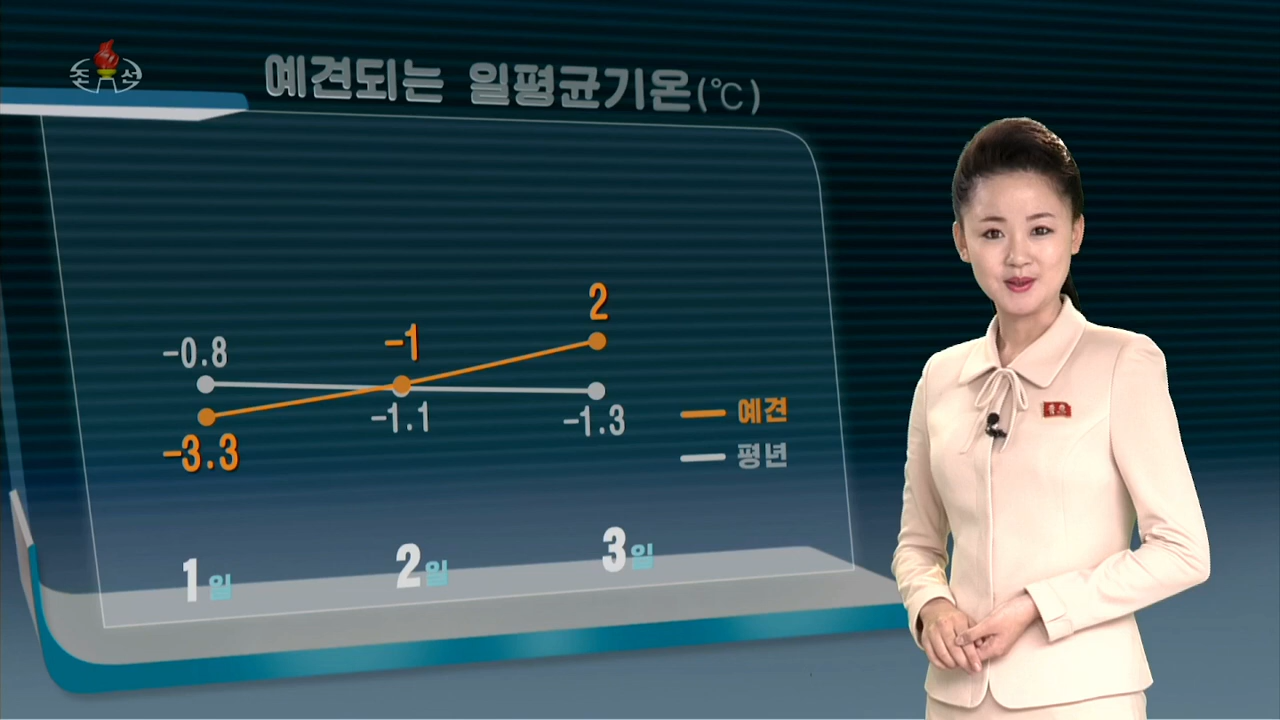 조선
예견되는 일평균기온(℃)
2
-1
-0.8
-1.1
-1.3
-3.3
예견
평년
1일
2일
3일